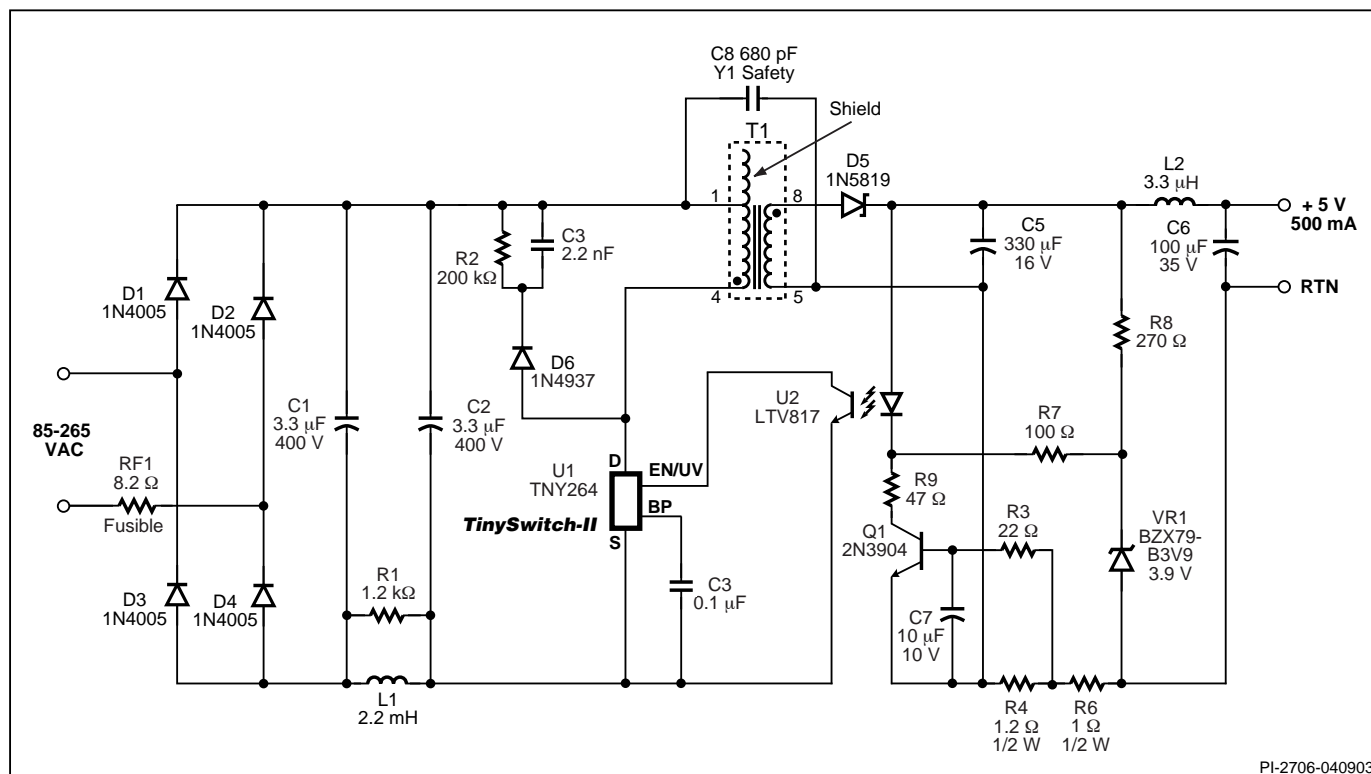 C8 680 pF
Y1 Safety
Shield
T1
D5
1N5819
L2
3.3 µH
1
8
+ 5 V
500 mA
C5
330 µF
16 V
C6
100 µF
35 V
R2
200 kΩ
C3
2.2 nF
D1
1N4005
D2
1N4005
4
5
RTN
R8
270 Ω
D6
1N4937
U2
LTV817
C1
3.3 µF
400 V
C2
3.3 µF
400 V
85-265
VAC
R7
100 Ω
RF1
8.2 Ω
Fusible
D
EN/UV
U1
TNY264
BP
TinySwitch-II
S
R9
47 Ω
Q1
2N3904
R3
22 Ω
VR1
BZX79-
B3V9
3.9 V
D3
1N4005
D4
1N4005
R1
1.2 kΩ
C3
0.1 µF
C7
10 µF
10 V
L1
2.2 mH
R4
1.2 Ω
1/2 W
R6
1 Ω
1/2 W
PI-2706-040903